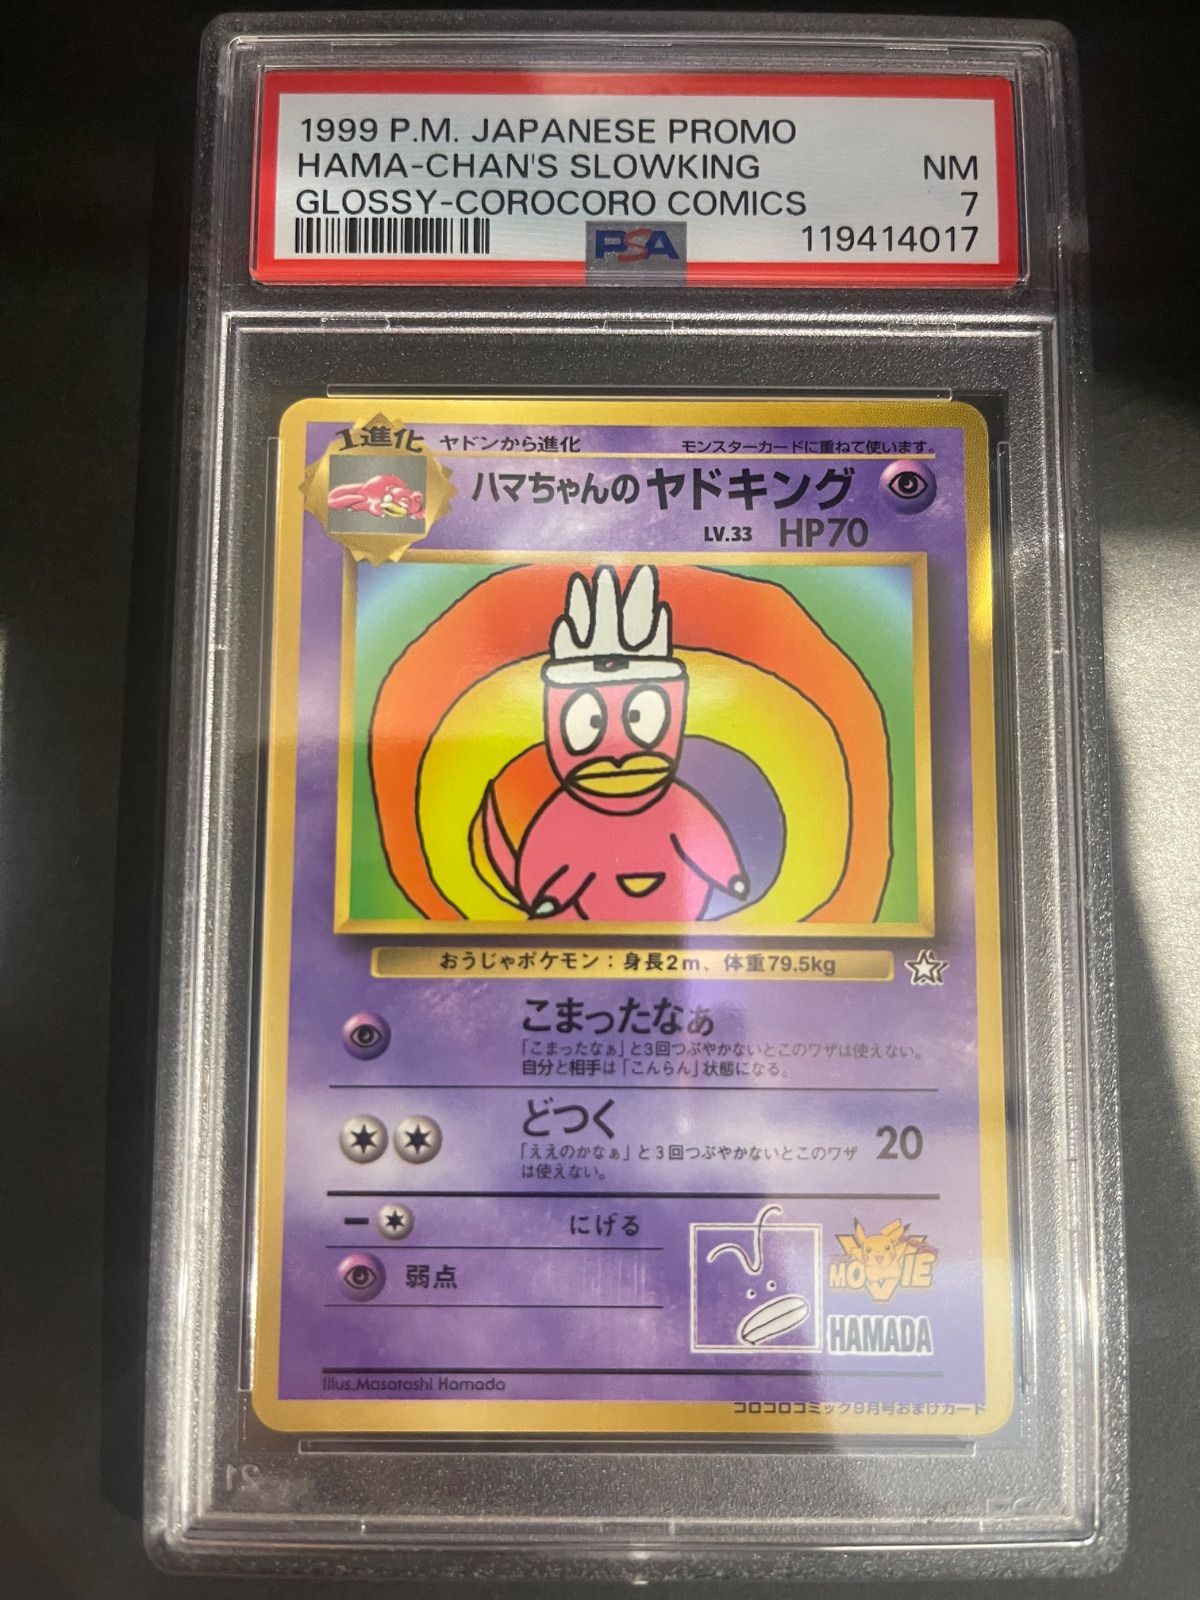 1999 P.M. JAPANESE PROMO
HAMA-CHAN'S SLOWKING NM
GLOSSY-COROCORO COMICS 7
PSA 119414017
1進化 ヤドンから進化 モンスターカードに重ねて使います。
ハマちゃんのヤドキング
LV.33 HP70
おうじゃポケモン：身長2m、体重79.5kg
こまったなぁ
「こまったなぁ」と3回つぶやかないとこのワザは使えない。
自分と相手は「こんらん」状態になる。
どつく 20
「ええのかなぁ」と3回つぶやかないとこのワザ
は使えない。
にげる
弱点
MOVIE
HAMADA
Illus.Masatoshi Hamada
コロコロコミック9月号おまけカード